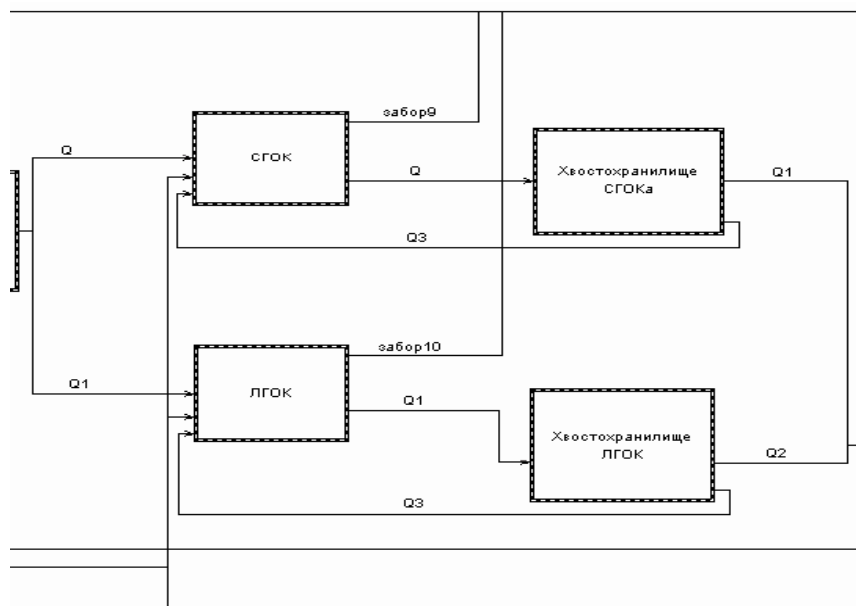 забор9
Q
СГОК
Q
Хвостохранилище
СГОКа
Q1
Q3
забор10
Q1
ЛГОК
Q1
Хвостохранилище
ЛГОК
Q2
Q3